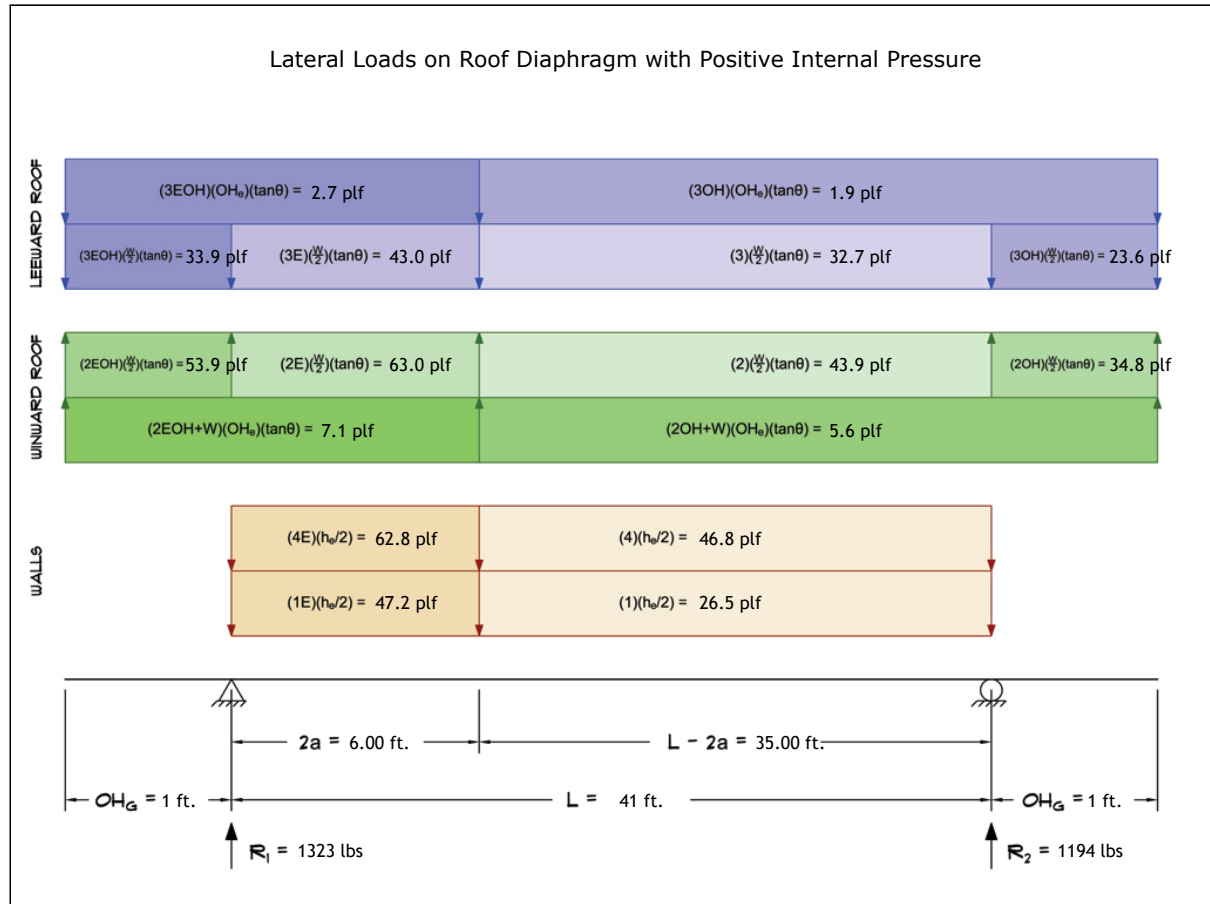 Lateral Loads on Roof Diaphragm with Positive Internal Pressure
LEEWARD ROOF
(3EOH)(OHₑ)(tanθ) = 2.7 plf
(3OH)(OHₑ)(tanθ) = 1.9 plf
(3EOH)(W/2)(tanθ) = 33.9 plf
(3E)(W/2)(tanθ) = 43.0 plf
(3)(W/2)(tanθ) = 32.7 plf
(3OH)(W/2)(tanθ) = 23.6 plf
WINWARD ROOF
(2EOH)(W/2)(tanθ) = 53.9 plf
(2E)(W/2)(tanθ) = 63.0 plf
(2)(W/2)(tanθ) = 43.9 plf
(2OH)(W/2)(tanθ) = 34.8 plf
(2EOH+W)(OHₑ)(tanθ) = 7.1 plf
(2OH+W)(OHₑ)(tanθ) = 5.6 plf
WALLS
(4E)(hₑ/2) = 62.8 plf
(4)(hₑ/2) = 46.8 plf
(1E)(hₑ/2) = 47.2 plf
(1)(hₑ/2) = 26.5 plf
2a = 6.00 ft.
L - 2a = 35.00 ft.
OH_G = 1 ft.
L = 41 ft.
OH_G = 1 ft.
R₁ = 1323 lbs
R₂ = 1194 lbs